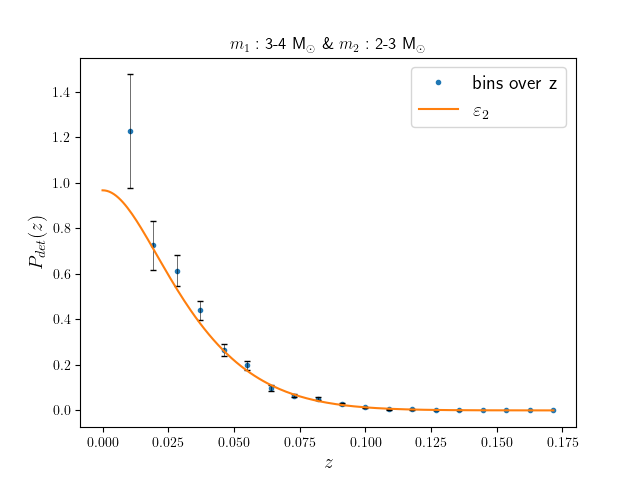 m₁ : 3-4 M☉ & m₂ : 2-3 M☉
bins over z
ε₂
P_det(z)
1.4
1.2
1.0
0.8
0.6
0.4
0.2
0.0
0.000 0.025 0.050 0.075 0.100 0.125 0.150 0.175
z